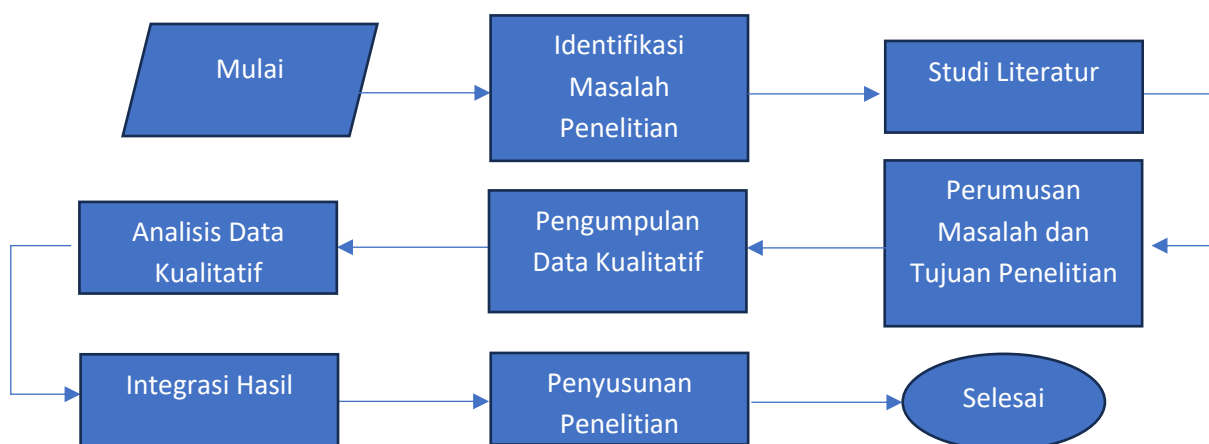 Mulai
Identifikasi
Masalah
Penelitian
Studi Literatur
Perumusan
Masalah dan
Tujuan Penelitian
Pengumpulan
Data Kualitatif
Analisis Data
Kualitatif
Integrasi Hasil
Penyusunan
Penelitian
Selesai